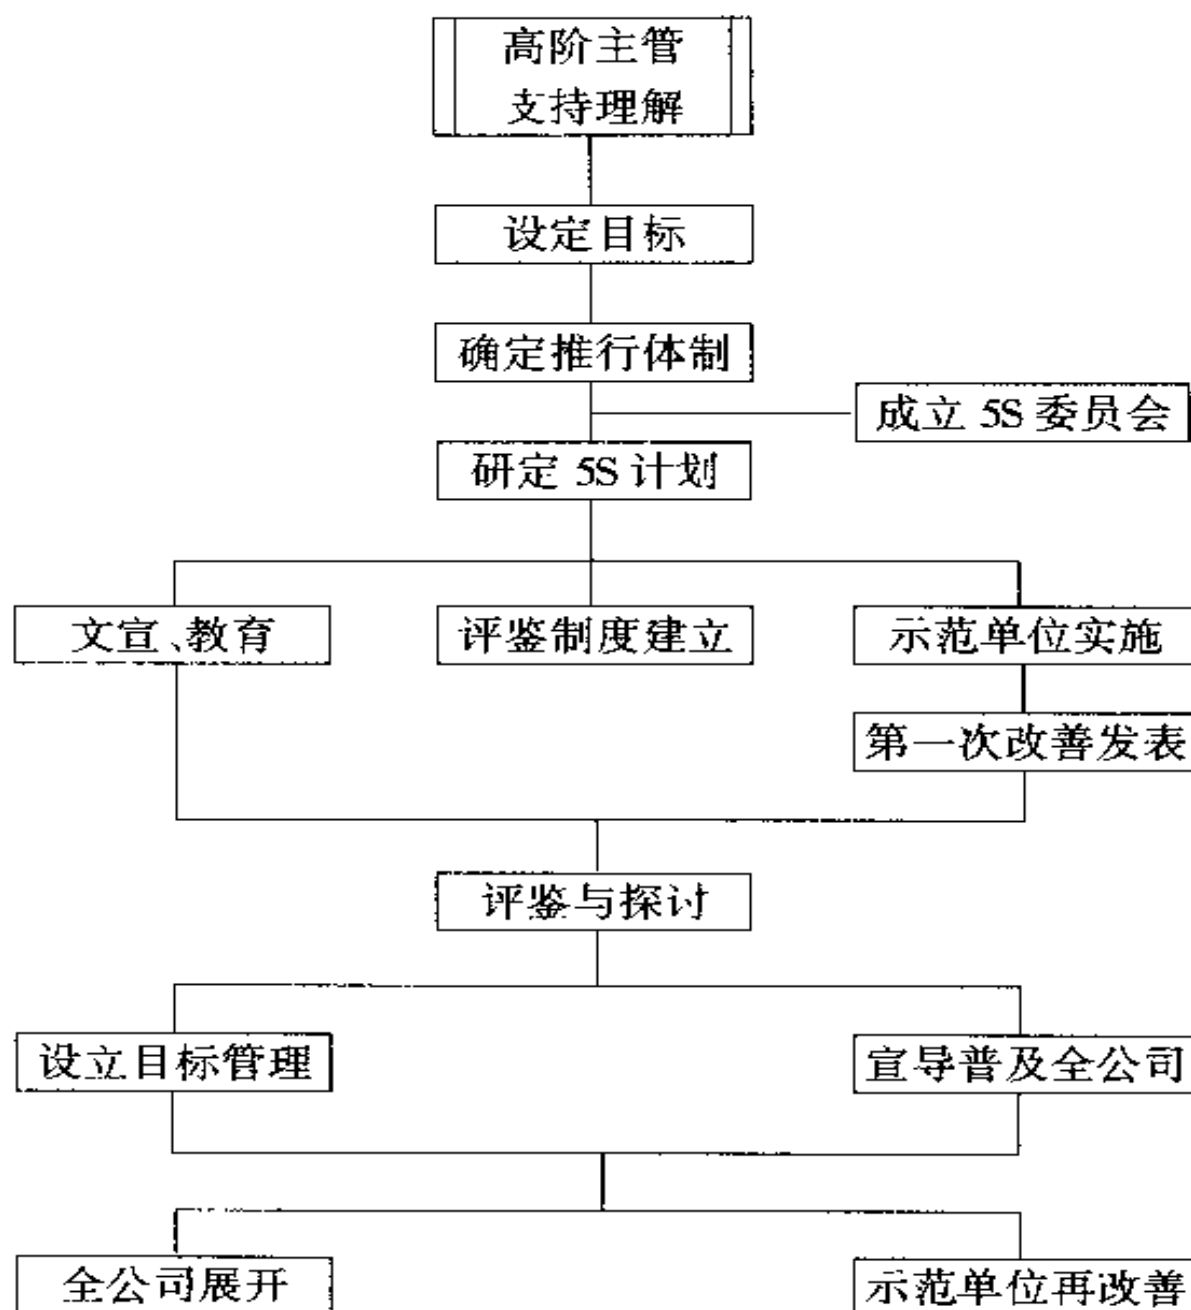 高阶主管
支持理解
设定目标
确定推行体制
成立 5S 委员会
研定 5S 计划
文宣、教育
评鉴制度建立
示范单位实施
第一次改善发表
评鉴与探讨
设立目标管理
宣导普及全公司
全公司展开
示范单位再改善